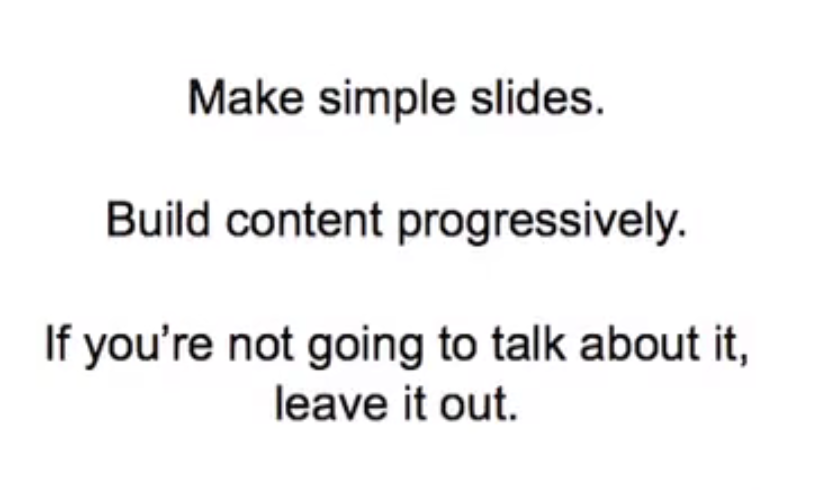 Make simple slides.
Build content progressively.
If you’re not going to talk about it,
leave it out.